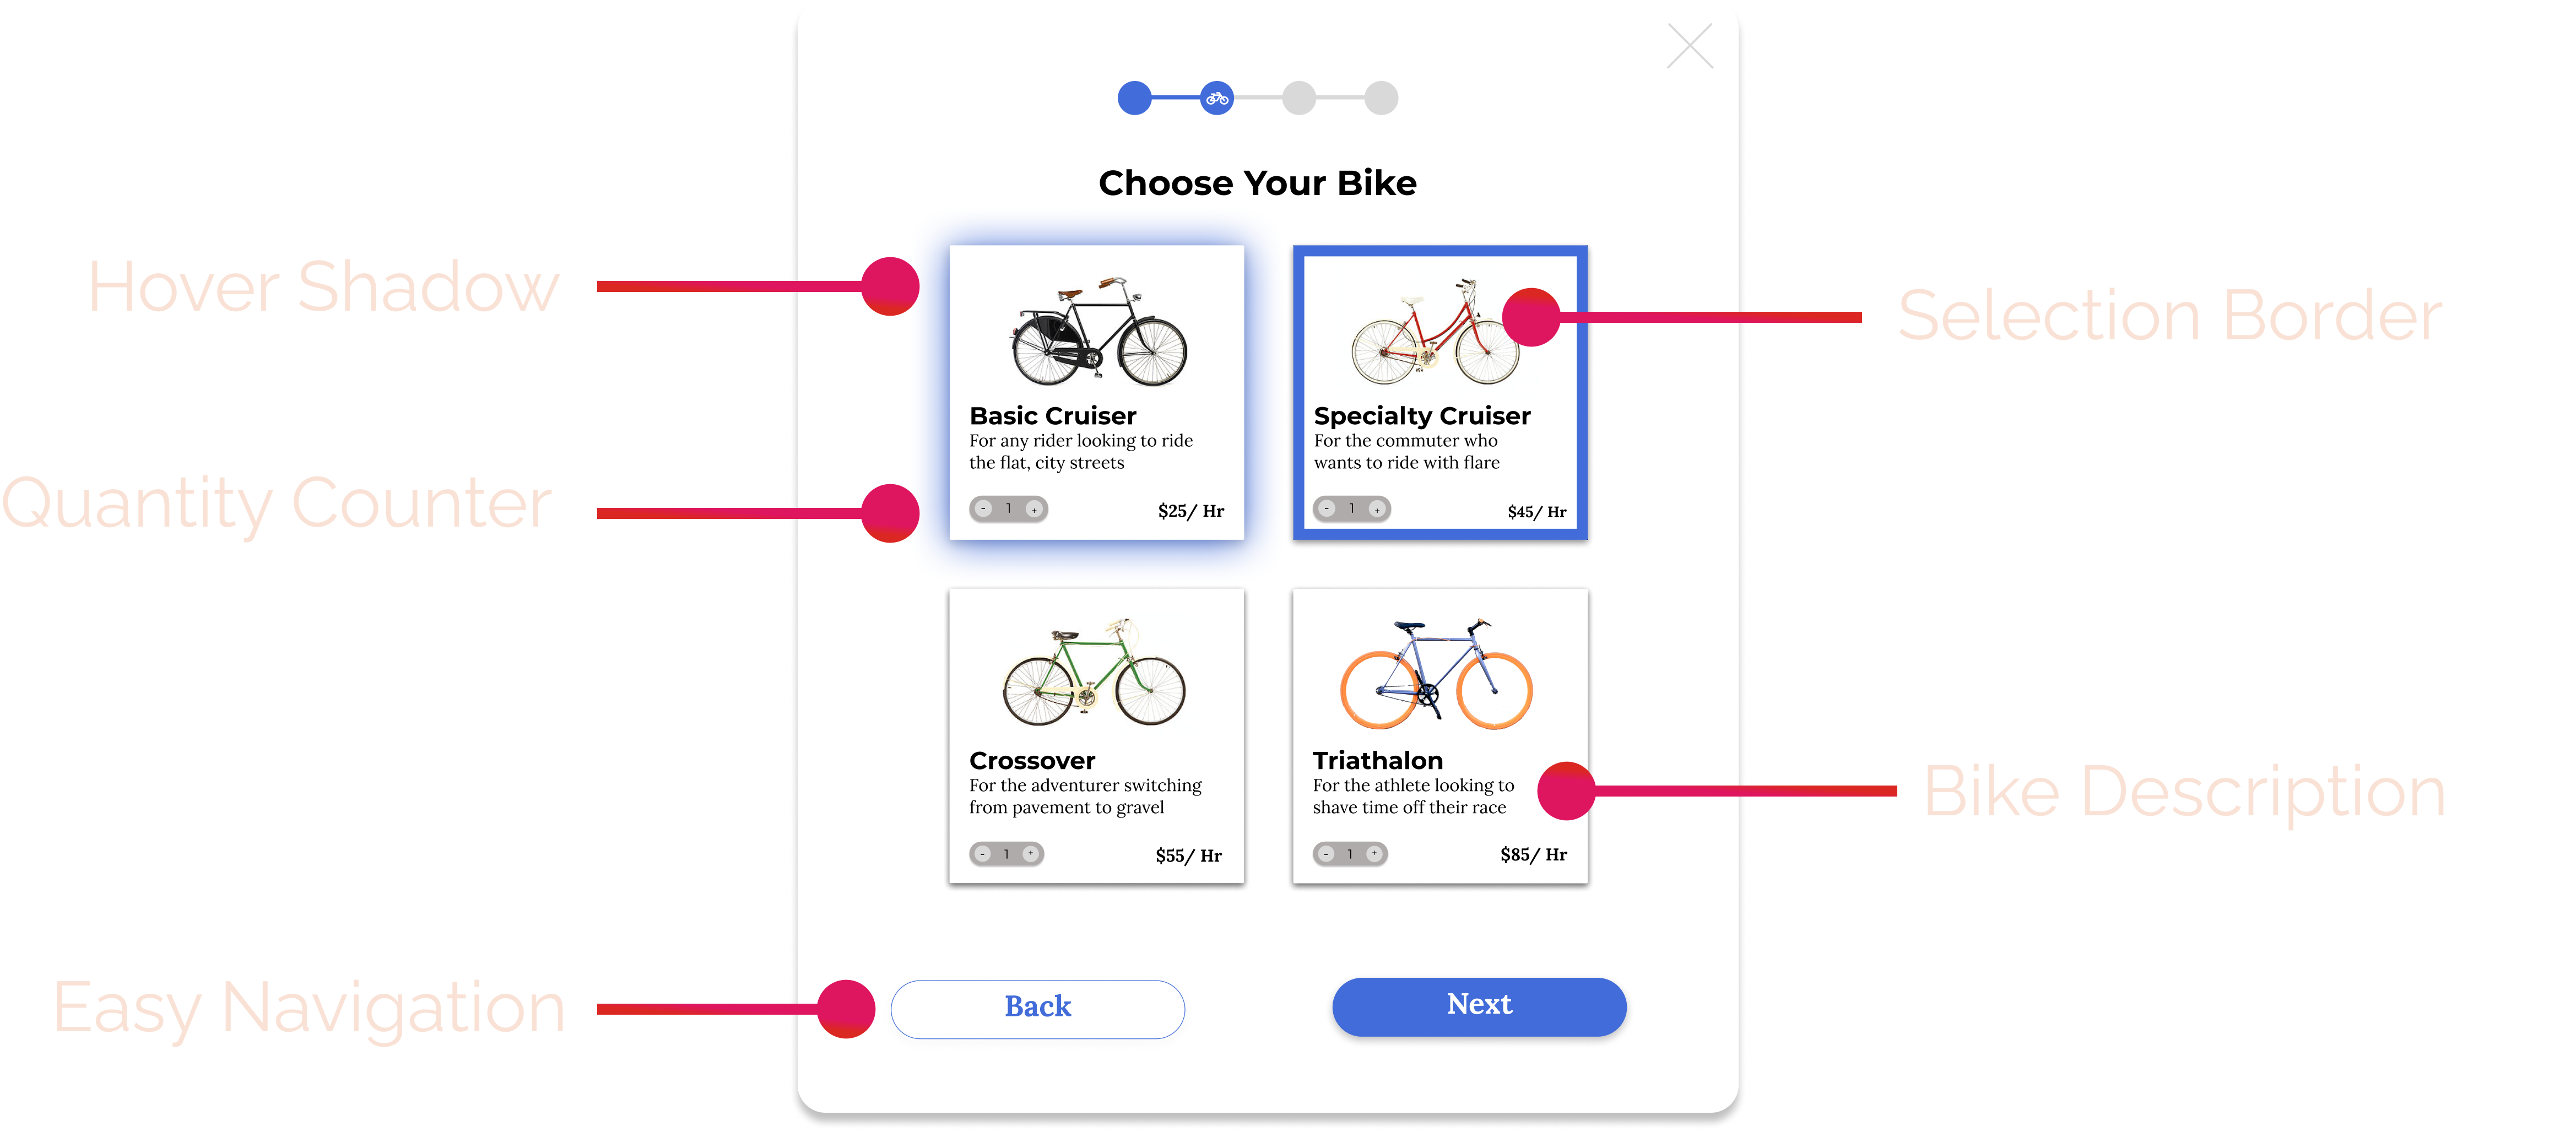 Choose Your Bike
Hover Shadow
Selection Border
Basic Cruiser
For any rider looking to ride
the flat, city streets
- 1 +
$25/ Hr
Specialty Cruiser
For the commuter who
wants to ride with flare
- 1 +
$45/ Hr
Quantity Counter
Crossover
For the adventurer switching
from pavement to gravel
- 1 +
$55/ Hr
Triathalon
For the athlete looking to
shave time off their race
- 1 +
$85/ Hr
Bike Description
Easy Navigation
Back
Next